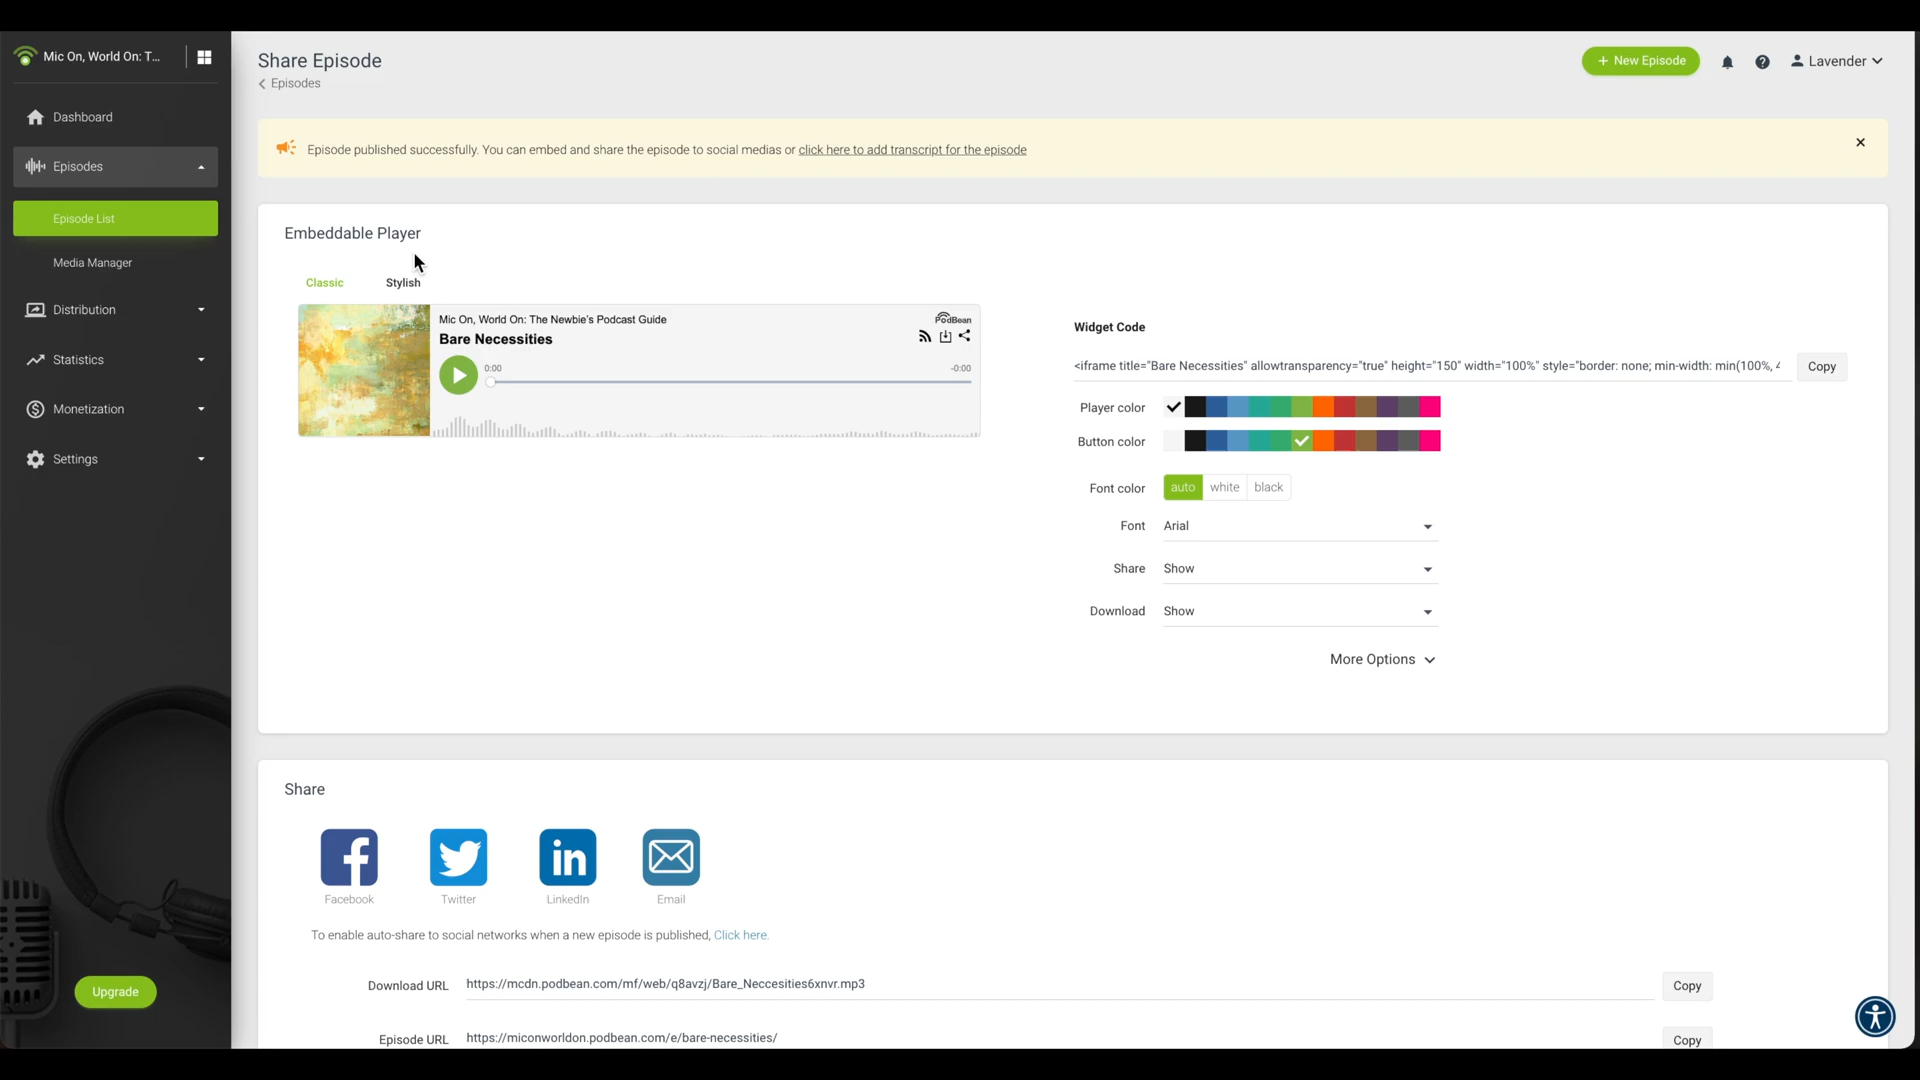 Mic On, World On: T...
Share Episode
Episodes
+ New Episode
Lavender
Dashboard
Episodes
Episode List
Media Manager
Distribution
Statistics
Monetization
Settings
Upgrade
Episode published successfully. You can embed and share the episode to social medias or click here to add transcript for the episode
Embeddable Player
Classic
Stylish
Mic On, World On: The Newbie's Podcast Guide
PodBean
Bare Necessities
0:00
-0:00
Widget Code
<iframe title="Bare Necessities" allowtransparency="true" height="150" width="100%" style="border: none; min-width: min(100%,
Copy
Player color
Button color
Font color
auto
white
black
Font
Arial
Share
Show
Download
Show
More Options
Share
Facebook
Twitter
LinkedIn
Email
To enable auto-share to social networks when a new episode is published, Click here.
Download URL
https://mcdn.podbean.com/mf/web/q8avzj/Bare_Neccesities6xnvr.mp3
Copy
Episode URL
https://miconworldon.podbean.com/e/bare-necessities/
Copy